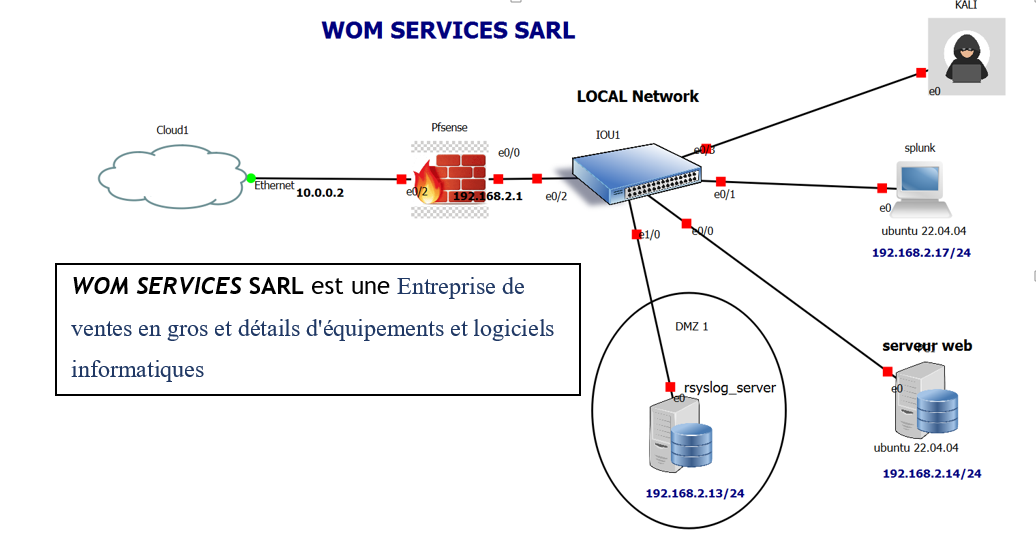 WOM SERVICES SARL
KALI
e0
LOCAL Network
Cloud1
Pfsense
IOU1
e0/0
e0/3
splunk
Ethernet
10.0.0.2
e0/2
192.168.2.1
e0/2
e0/1
e0
ubuntu 22.04.04
192.168.2.17/24
e1/0
e0/0
WOM SERVICES SARL est une Entreprise de
ventes en gros et détails d'équipements et logiciels
informatiques
DMZ 1
serveur web
rsyslog_server
e0
e0
ubuntu 22.04.04
192.168.2.14/24
192.168.2.13/24